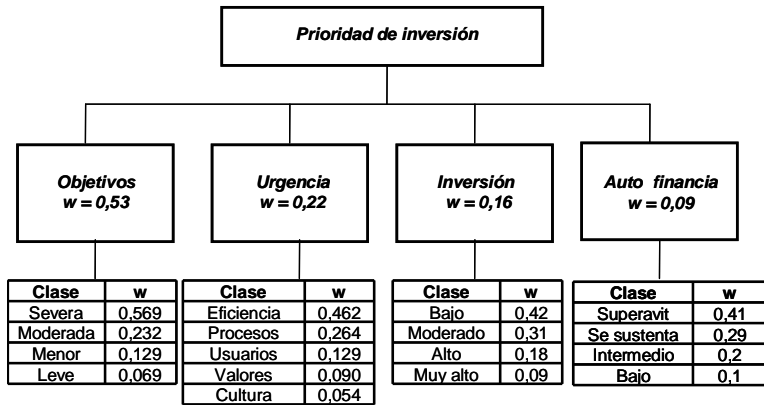 Prioridad de inversión
Objetivos
w = 0,53
Urgencia
w = 0,22
Inversión
w = 0,16
Auto financia
w = 0,09
Clase w
Severa 0,569
Moderada 0,232
Menor 0,129
Leve 0,069
Clase w
Eficiencia 0,462
Procesos 0,264
Usuarios 0,129
Valores 0,090
Cultura 0,054
Clase w
Bajo 0,42
Moderado 0,31
Alto 0,18
Muy alto 0,09
Clase w
Superavit 0,41
Se sustenta 0,29
Intermedio 0,2
Bajo 0,1